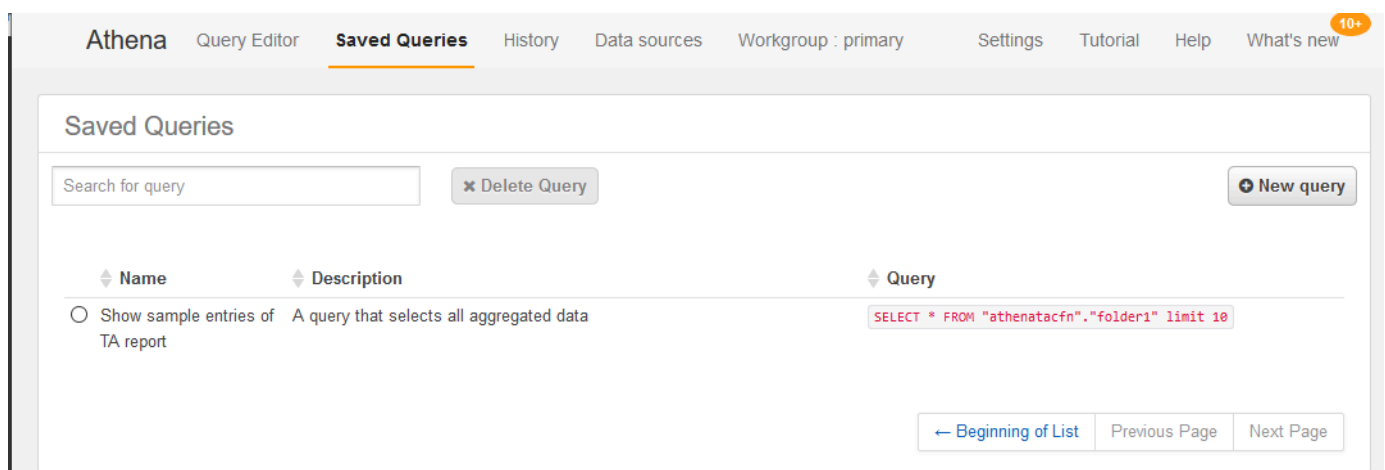 10+
Athena Query Editor Saved Queries History Data sources Workgroup : primary Settings Tutorial Help What's new
Saved Queries
Search for query Delete Query New query
Name Description Query
Show sample entries of A query that selects all aggregated data SELECT * FROM "athenatacfn"."folder1" limit 10
TA report
← Beginning of List Previous Page Next Page